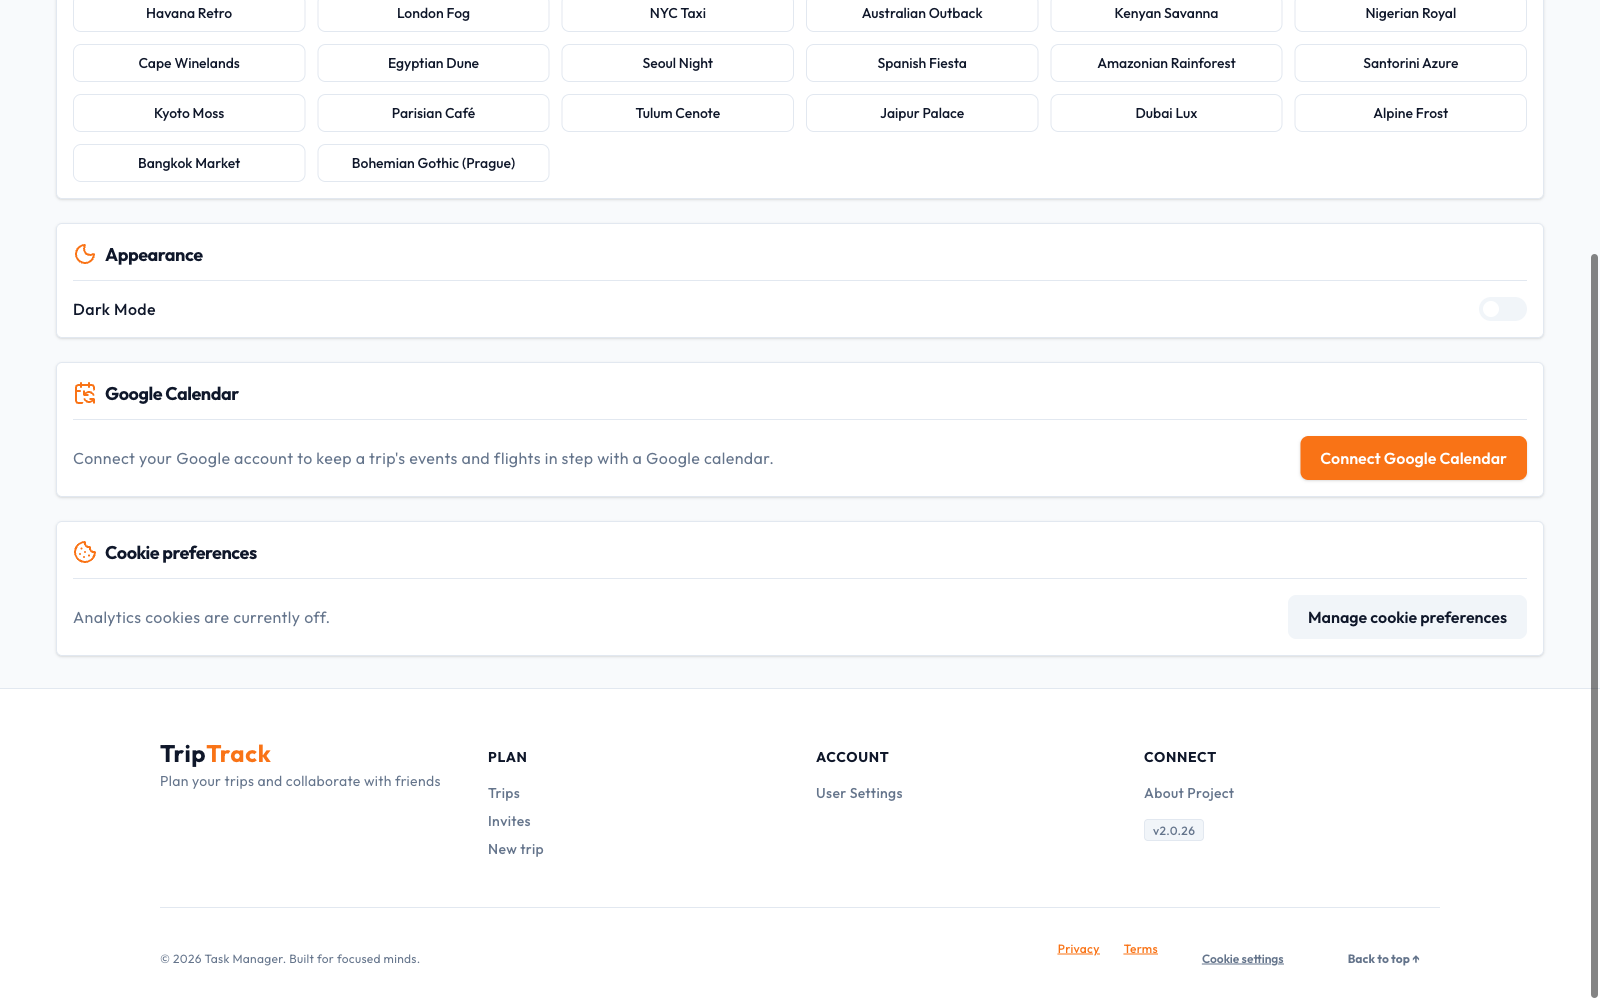 Havana Retro
London Fog
NYC Taxi
Australian Outback
Kenyan Savanna
Nigerian Royal
Cape Winelands
Egyptian Dune
Seoul Night
Spanish Fiesta
Amazonian Rainforest
Santorini Azure
Kyoto Moss
Parisian Café
Tulum Cenote
Jaipur Palace
Dubai Lux
Alpine Frost
Bangkok Market
Bohemian Gothic (Prague)
Appearance
Dark Mode
Google Calendar
Connect your Google account to keep a trip's events and flights in step with a Google calendar.
Connect Google Calendar
Cookie preferences
Analytics cookies are currently off.
Manage cookie preferences
TripTrack
Plan your trips and collaborate with friends
PLAN
Trips
Invites
New trip
ACCOUNT
User Settings
CONNECT
About Project
v2.0.26
© 2026 Task Manager. Built for focused minds.
Privacy
Terms
Cookie settings
Back to top ↑